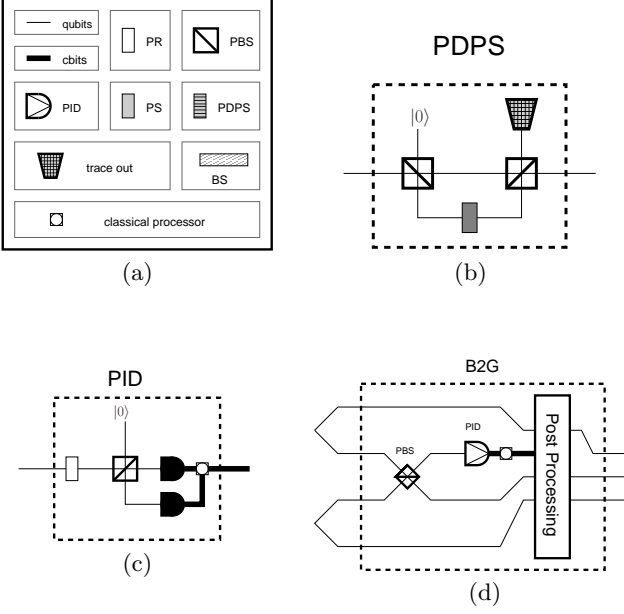 qubits
cbits
PR
PBS
PID
PS
PDPS
trace out
BS
classical processor
(a)
PDPS
|0⟩
(b)
PID
|0⟩
(c)
B2G
PID
PBS
Post Processing
(d)